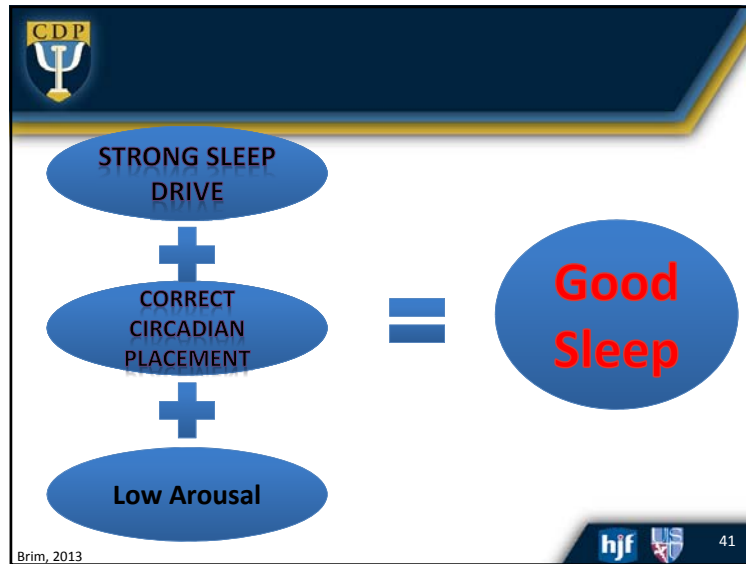 CDP
STRONG SLEEP
DRIVE
CORRECT
CIRCADIAN
PLACEMENT
Low Arousal
Good
Sleep
Brim, 2013
hjf
41